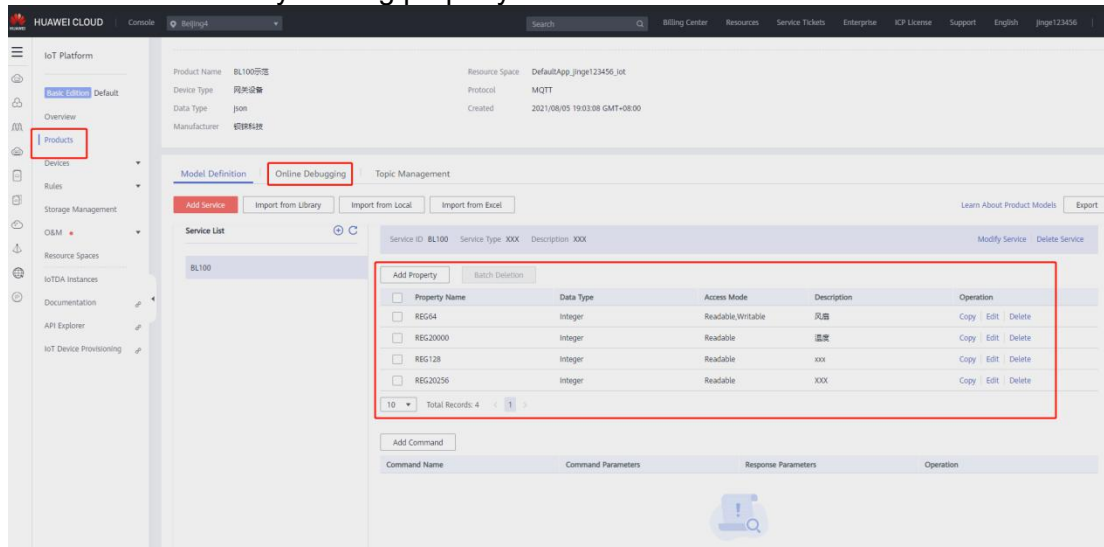 HUAWEI
HUAWEI CLOUD Console Beijing4 Search Billing Center Resources Service Tickets Enterprise ICP License Support English jinge123456
IoT Platform
Basic Edition Default
Overview
Products
Devices
Rules
Storage Management
O&M
Resource Spaces
IoTDA Instances
Documentation
API Explorer
IoT Device Provisioning
Product Name BL100示范 Resource Space DefaultApp_jinge123456_iot
Device Type 网关设备 Protocol MQTT
Data Type json Created 2021/08/05 19:03:08 GMT+08:00
Manufacturer 钡铼科技
Model Definition Online Debugging Topic Management
Add Service Import from Library Import from Local Import from Excel Learn About Product Models Export
Service List
BL100
Service ID BL100 Service Type XXX Description XXX Modify Service Delete Service
Add Property Batch Deletion
Property Name Data Type Access Mode Description Operation
REG64 Integer Readable,Writable 风扇 Copy Edit Delete
REG20000 Integer Readable 温度 Copy Edit Delete
REG128 Integer Readable xxx Copy Edit Delete
REG20256 Integer Readable XXX Copy Edit Delete
10 Total Records: 4 < 1 >
Add Command
Command Name Command Parameters Response Parameters Operation